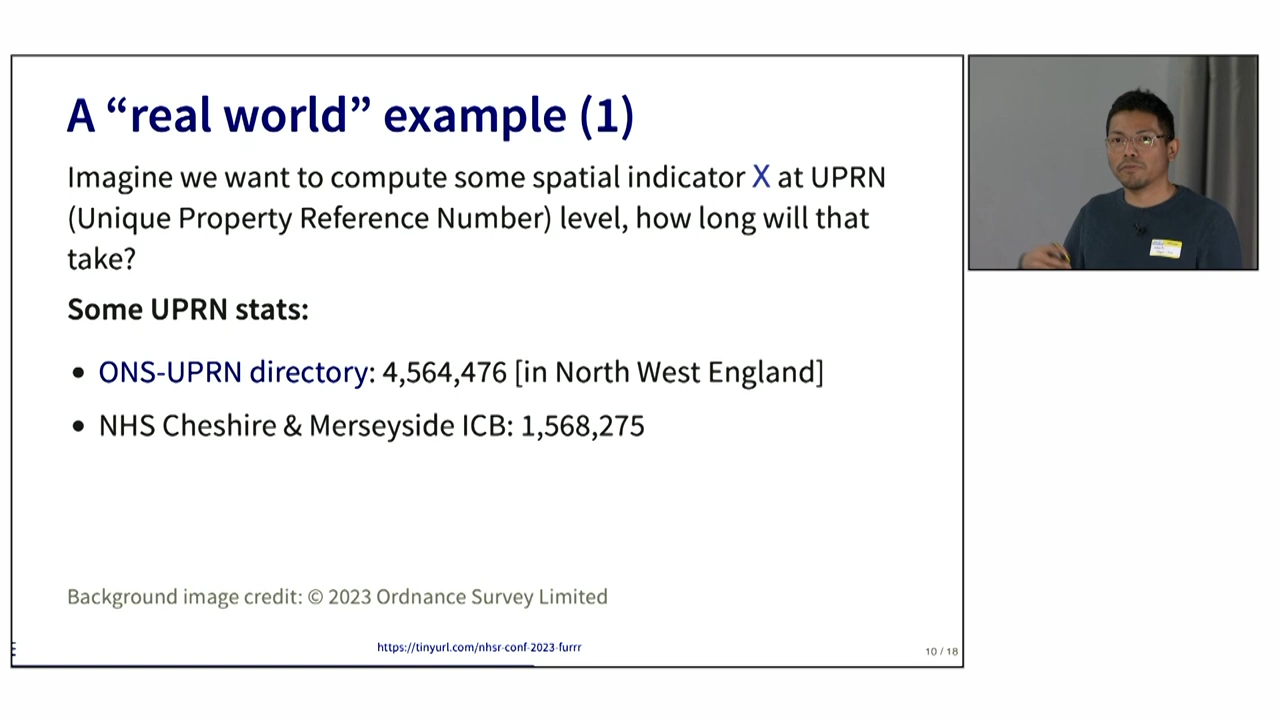 A “real world” example (1)
Imagine we want to compute some spatial indicator X at UPRN
(Unique Property Reference Number) level, how long will that
take?
Some UPRN stats:
• ONS-UPRN directory: 4,564,476 [in North West England]
• NHS Cheshire & Merseyside ICB: 1,568,275
Background image credit: © 2023 Ordnance Survey Limited
https://tinyurl.com/nhsr-conf-2023-furrr
10 / 18